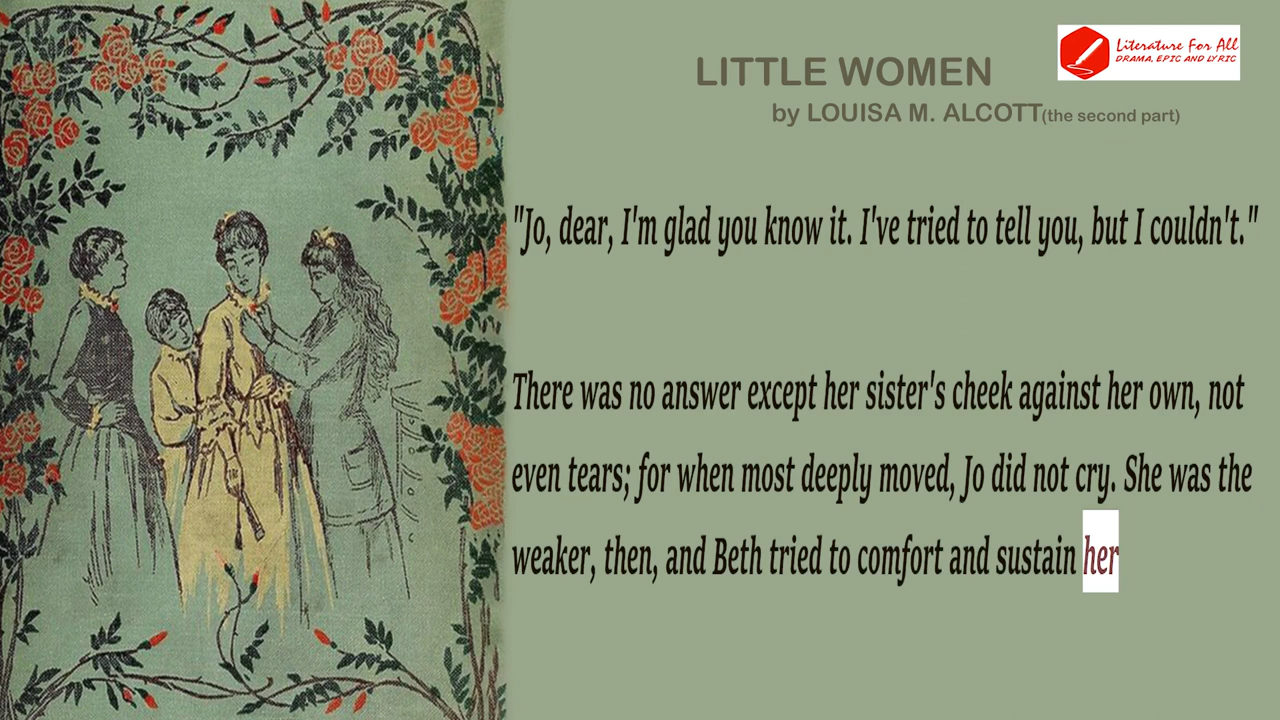 LITTLE WOMEN
by LOUISA M. ALCOTT(the second part)
Literature For All
DRAMA, EPIC AND LYRIC
"Jo, dear, I'm glad you know it. I've tried to tell you, but I couldn't."
There was no answer except her sister's cheek against her own, not
even tears; for when most deeply moved, Jo did not cry. She was the
weaker, then, and Beth tried to comfort and sustain her